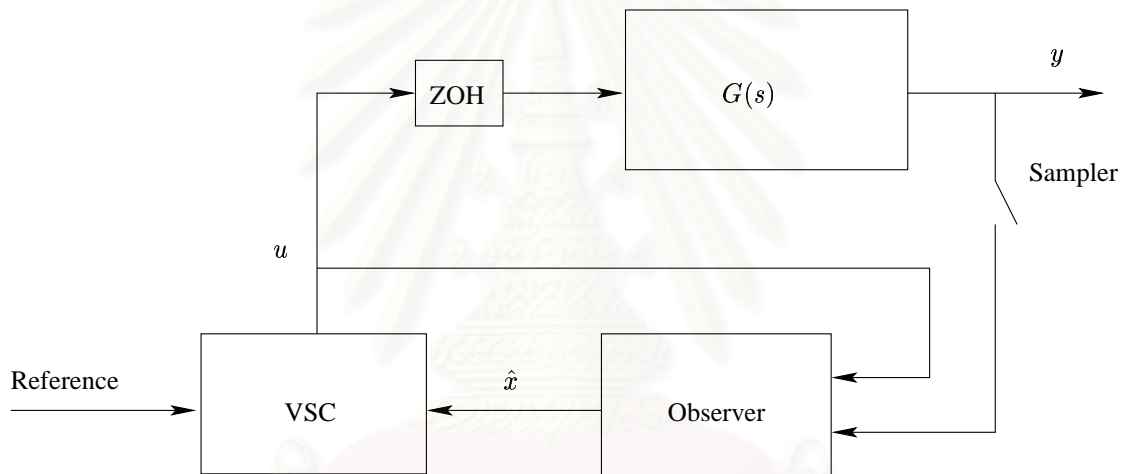 y
ZOH
G(s)
Sampler
u
Reference
x̂
VSC
Observer